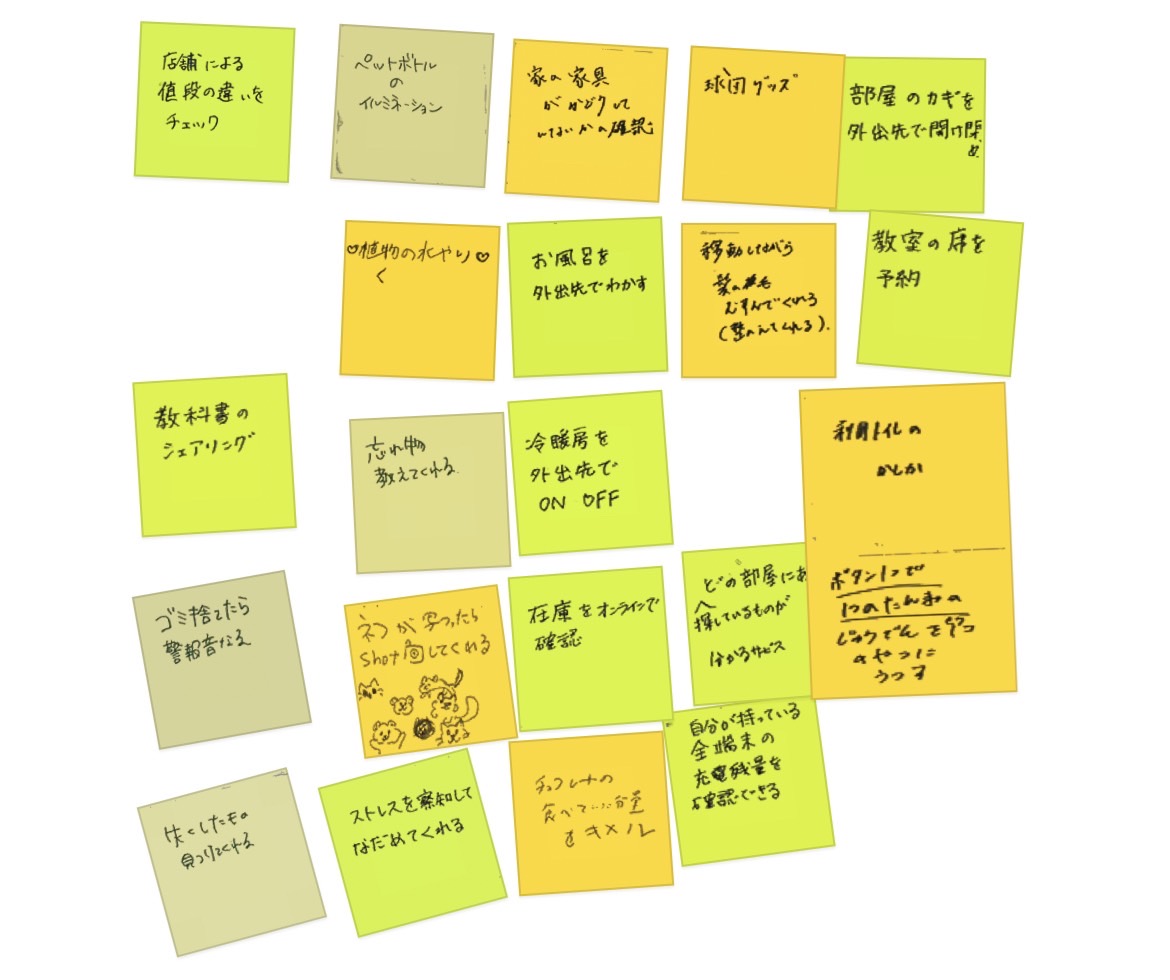 店舗による
値段の違いを
チェック
ペットボトル
の
イルミネーション
家の家具
がかビクして
いないかの確認
球団グッズ
部屋のカギを
外出先で開け閉
め
♡植物の水やり♡
く
お風呂を
外出先でわかす
移動しながら
髪の毛
むすんでくれる
(整のえてくれる).
教室の席を
予約
教科書の
シェアリング
忘れ物
教えてくれる
冷暖房を
外出先で
ON OFF
利用トイレの
かしか
ゴミ捨てたら
警報音なる
ネコが写ったら
shot して くれる
在庫をオンラインで
確認
どの部屋にあ
探しているものが
分かるサービス
ボタン1つで
1つのたんまつの
じゅうでんを
やつに
うつす
失くしたもの
見つけてくれる
ストレスを察知して
なだめてくれる
チョコレートの
食べていい分量
をキメル
自分が持っている
全端末の
充電残量を
確認できる